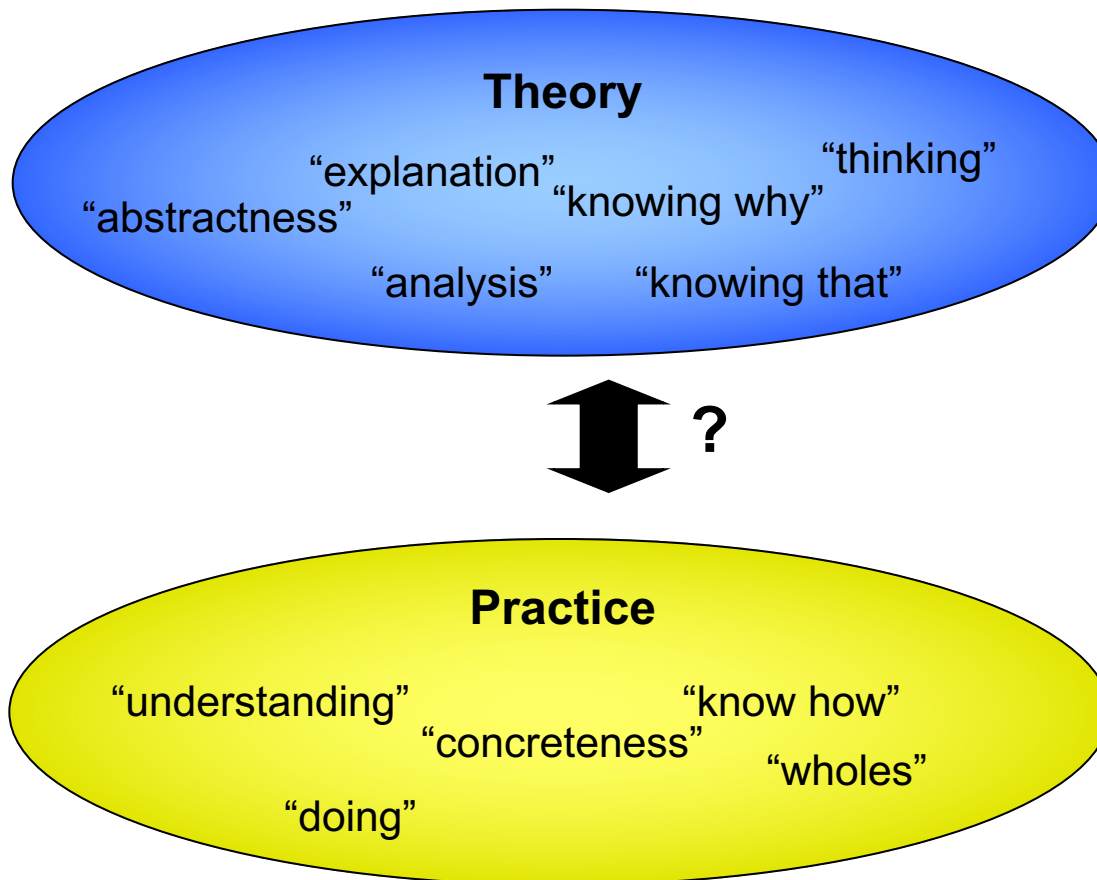 Theory
“thinking”
“explanation”
“knowing why”
“abstractness”
“analysis”
“knowing that”
?
Practice
“understanding”
“know how”
“concreteness”
“wholes”
“doing”